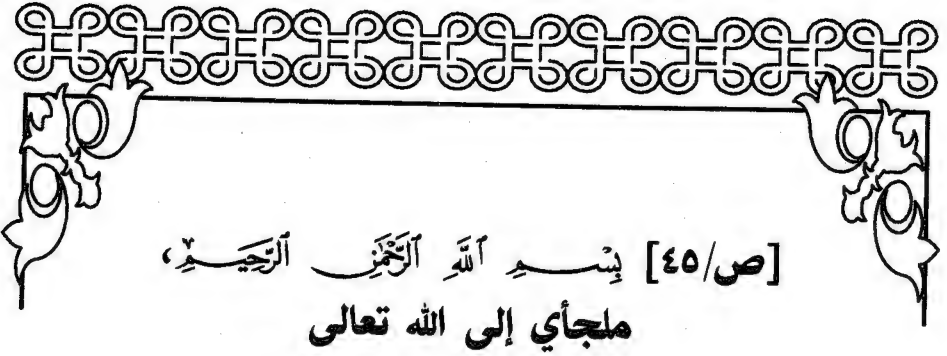 [ص/٤٥] بِسْمِ ٱللَّهِ ٱلرَّحْمَٰنِ ٱلرَّحِيمِ،
ملجأي إلى الله تعالى